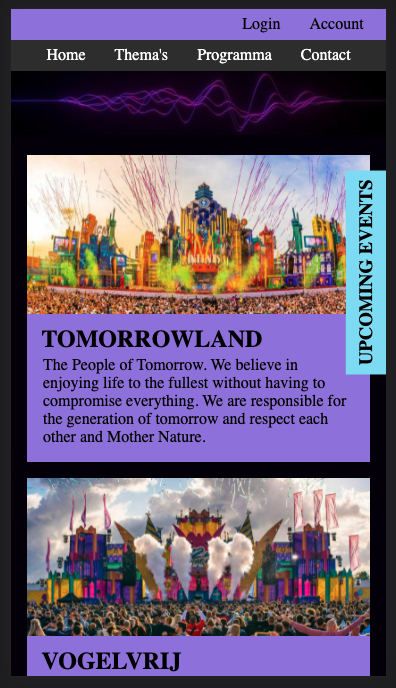 Login Account
Home Thema's Programma Contact
UPCOMING EVENTS
TOMORROWLAND
The People of Tomorrow. We believe in
enjoying life to the fullest without having to
compromise everything. We are responsible for
the generation of tomorrow and respect each
other and Mother Nature.
VOGELVRIJ